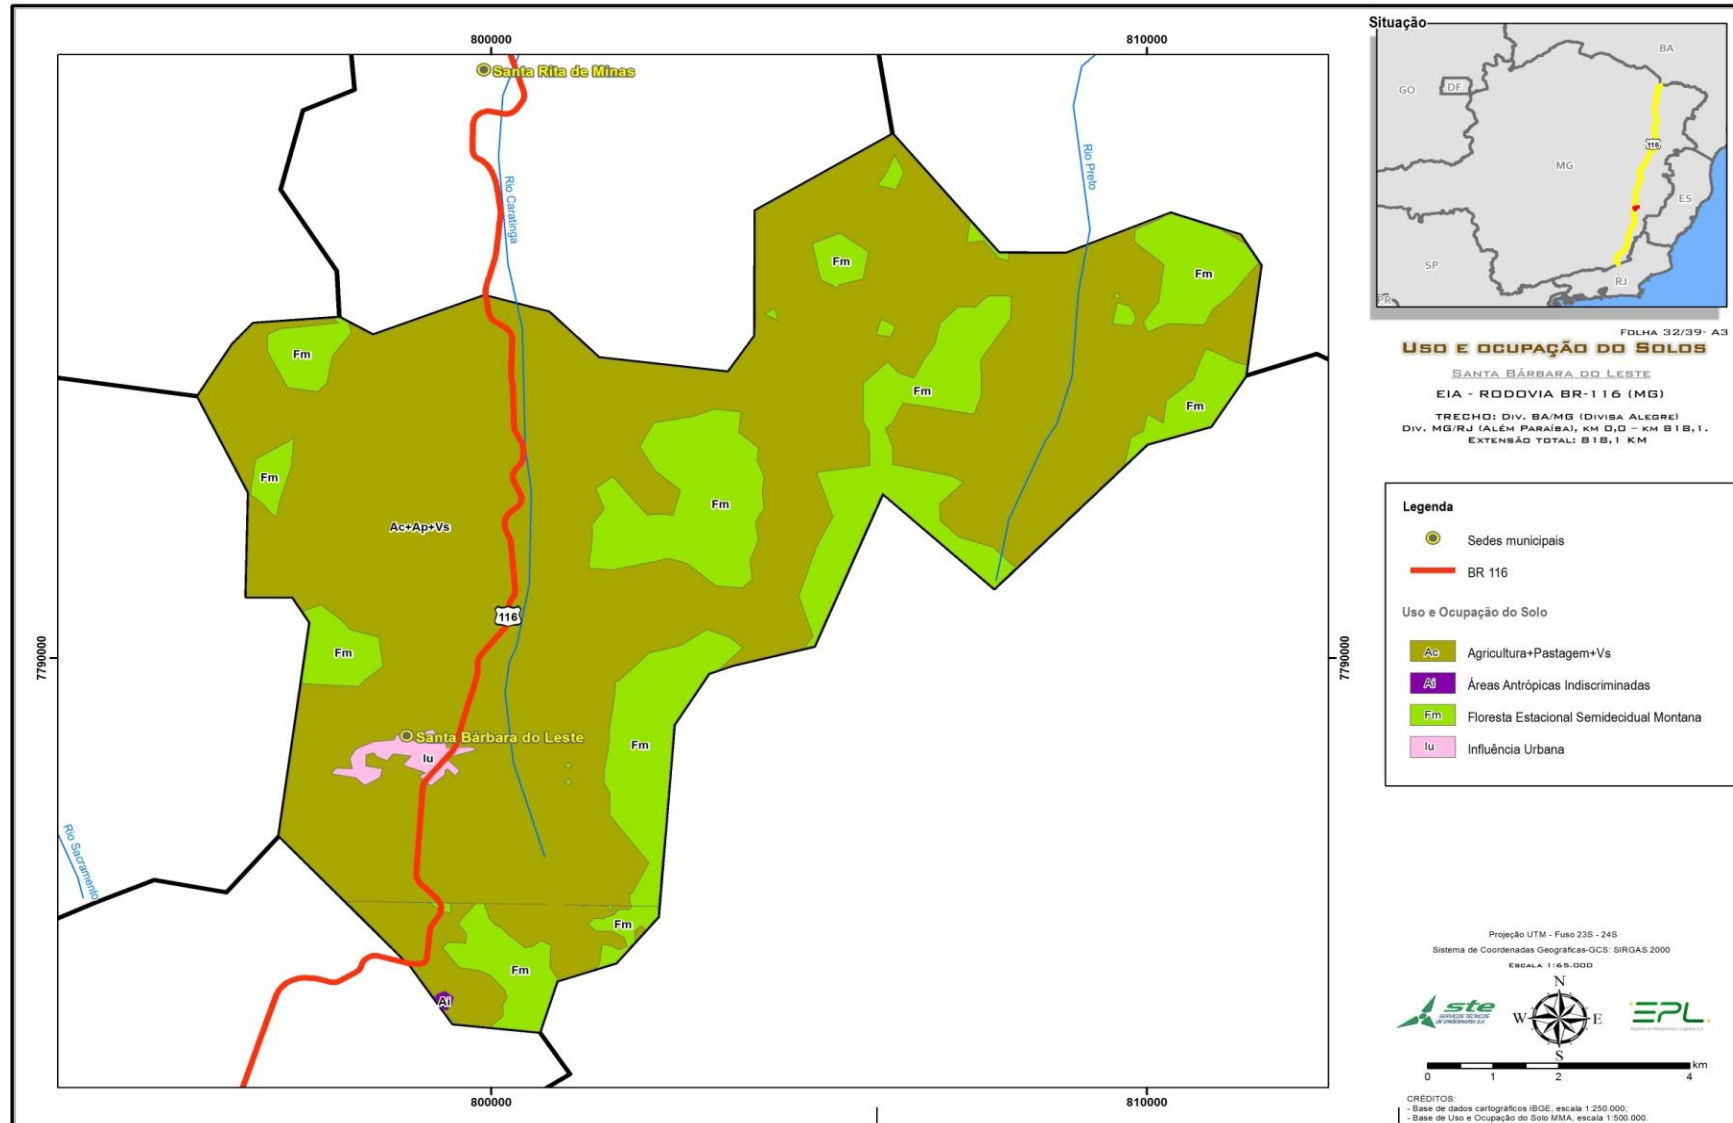 800000
810000
Santa Rita de Minas
Rio Caratinga
Rio Preto
Fm
Fm
Fm
Fm
Fm
Fm
Ac+Ap+Vs
Fm
Fm
116
7790000
7790000
Fm
Santa Bárbara do Leste
Iu
Fm
Rio Sacramento
Fm
Fm
Ai
800000
810000
Situação
BA
GO
DF
116
MG
ES
SP
RJ
PR
FOLHA 32/39- A3
USO E OCUPAÇÃO DO SOLOS
SANTA BÁRBARA DO LESTE
EIA - RODOVIA BR-116 (MG)
TRECHO: DIV. BA/MG (DIVISA ALEGRE)
DIV. MG/RJ (ALÉM PARAÍBA), KM 0,0 – KM 818,1.
EXTENSÃO TOTAL: 818,1 KM
Legenda
Sedes municipais
BR 116
Uso e Ocupação do Solo
Ac Agricultura+Pastagem+Vs
Ai Áreas Antrópicas Indiscriminadas
Fm Floresta Estacional Semidecidual Montana
Iu Influência Urbana
Projeção UTM - Fuso 23S - 24S
Sistema de Coordenadas Geográficas-GCS: SIRGAS 2000
ESCALA 1:65.000
ste
SERVIÇOS TÉCNICOS
DE ENGENHARIA S.A.
N
W E
S
EPL
0 1 2 4 km
CRÉDITOS:
- Base de dados cartográficos IBGE, escala 1:250.000;
- Base de Uso e Ocupação do Solo MMA, escala 1:500.000.